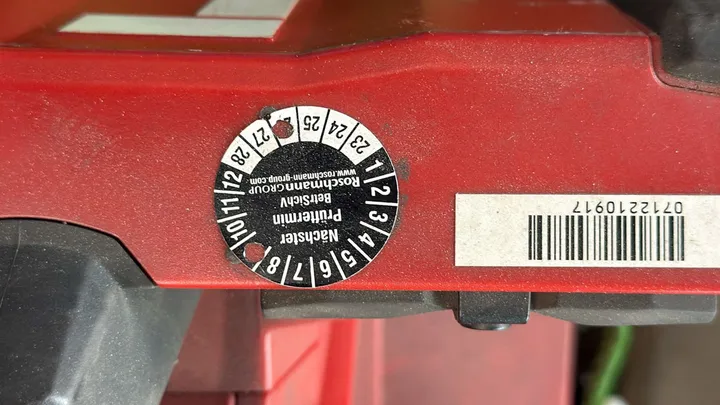 07122210917
8 7 6 5 4 3 2 1
10 11 12
Nächster
Prüftermin
BetrSichV
RoschmannGROUP
www.roschmann-group.com
23 24 25 27 28